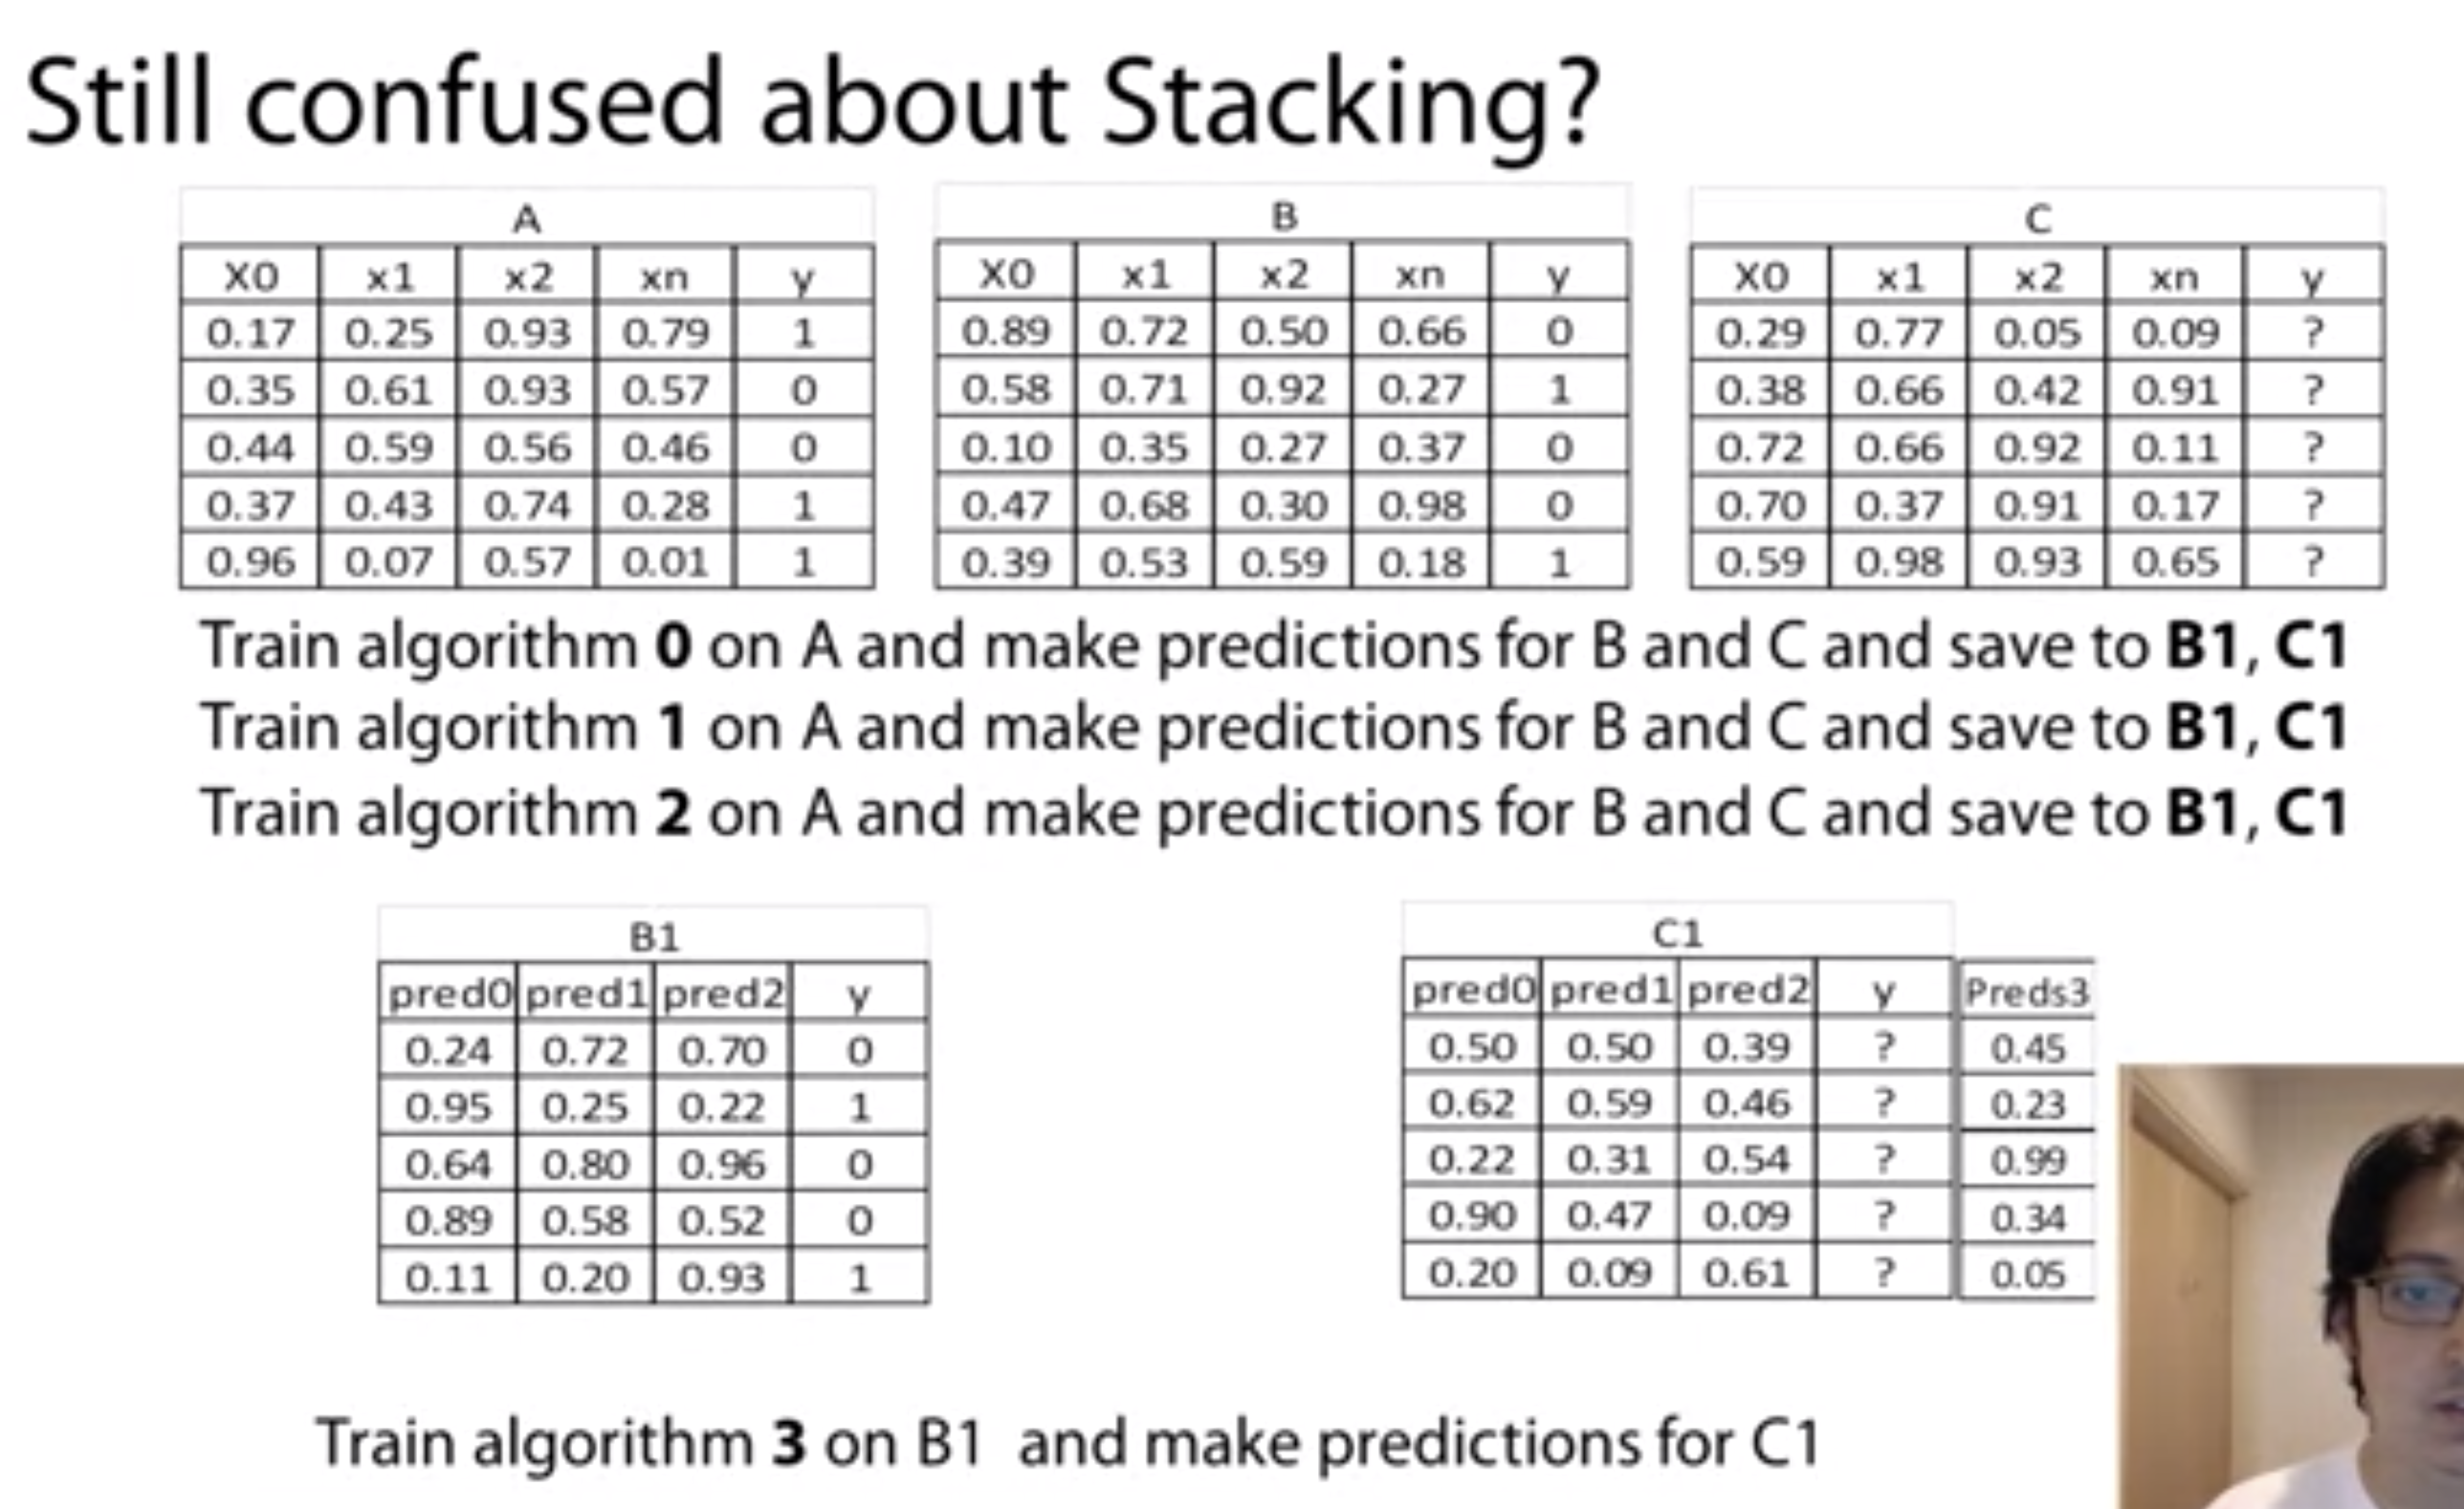 Still confused about Stacking?
A
X0 x1 x2 xn y
0.17 0.25 0.93 0.79 1
0.35 0.61 0.93 0.57 0
0.44 0.59 0.56 0.46 0
0.37 0.43 0.74 0.28 1
0.96 0.07 0.57 0.01 1
B
X0 x1 x2 xn y
0.89 0.72 0.50 0.66 0
0.58 0.71 0.92 0.27 1
0.10 0.35 0.27 0.37 0
0.47 0.68 0.30 0.98 0
0.39 0.53 0.59 0.18 1
C
X0 x1 x2 xn y
0.29 0.77 0.05 0.09 ?
0.38 0.66 0.42 0.91 ?
0.72 0.66 0.92 0.11 ?
0.70 0.37 0.91 0.17 ?
0.59 0.98 0.93 0.65 ?
Train algorithm 0 on A and make predictions for B and C and save to B1, C1
Train algorithm 1 on A and make predictions for B and C and save to B1, C1
Train algorithm 2 on A and make predictions for B and C and save to B1, C1
B1
pred0 pred1 pred2 y
0.24 0.72 0.70 0
0.95 0.25 0.22 1
0.64 0.80 0.96 0
0.89 0.58 0.52 0
0.11 0.20 0.93 1
C1
pred0 pred1 pred2 y Preds3
0.50 0.50 0.39 ? 0.45
0.62 0.59 0.46 ? 0.23
0.22 0.31 0.54 ? 0.99
0.90 0.47 0.09 ? 0.34
0.20 0.09 0.61 ? 0.05
Train algorithm 3 on B1 and make predictions for C1